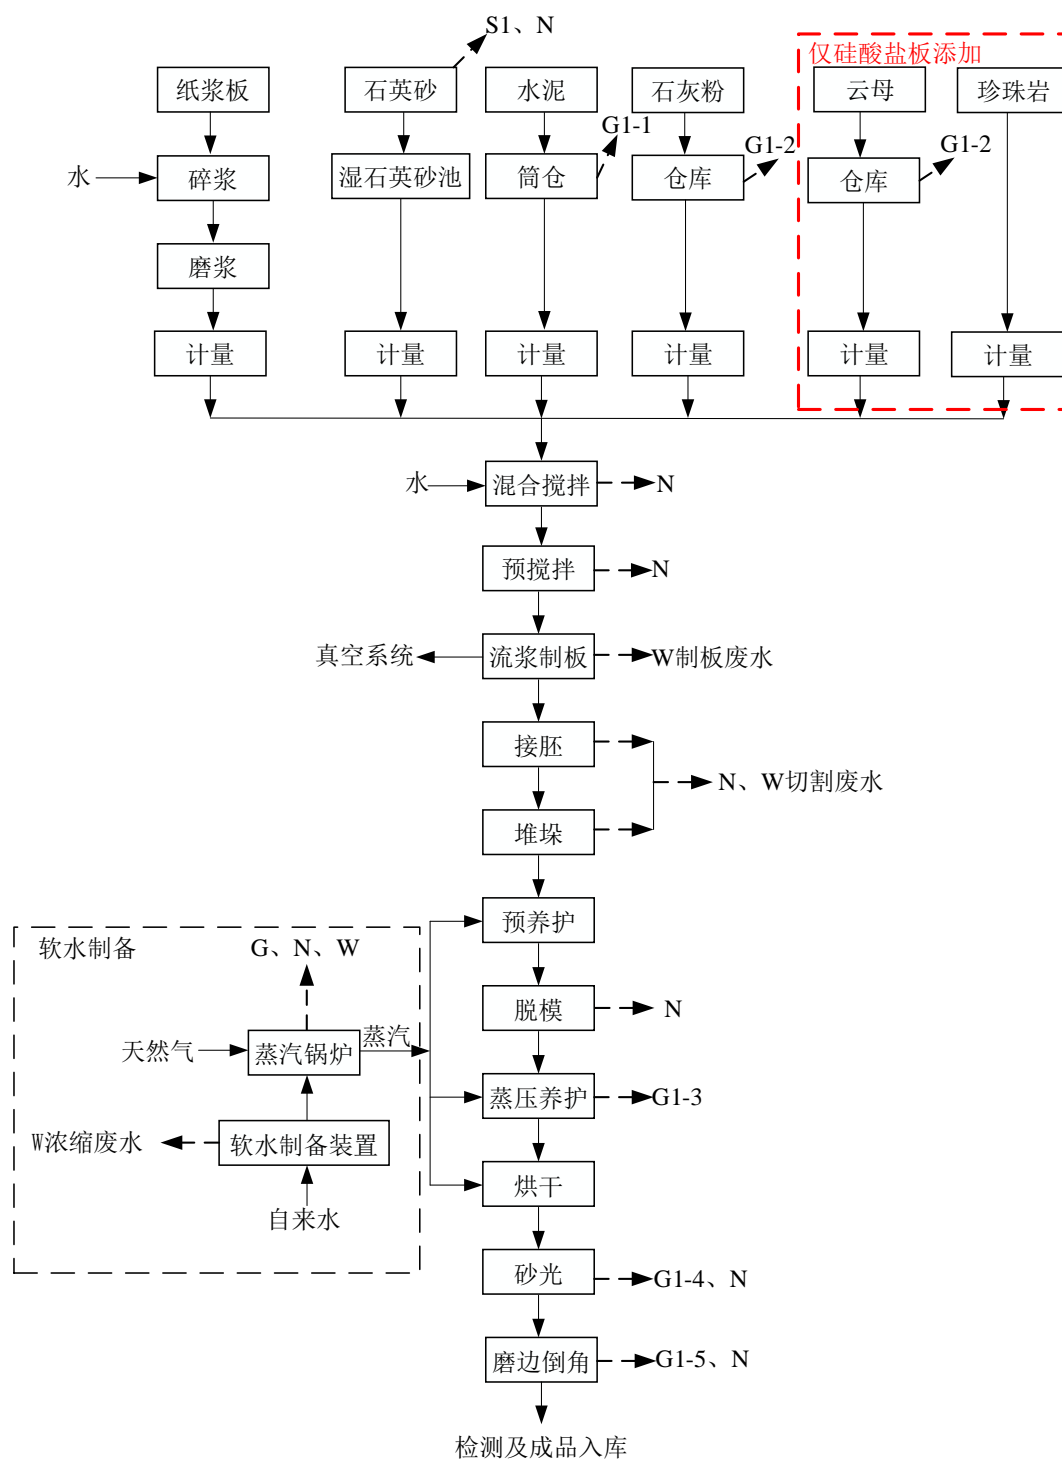 S1、N
仅硅酸盐板添加
纸浆板
石英砂
水泥
石灰粉
云母
珍珠岩
G1-1
G1-2
G1-2
水
碎浆
湿石英砂池
筒仓
仓库
仓库
磨浆
计量
计量
计量
计量
计量
计量
水
混合搅拌
N
预搅拌
N
真空系统
流浆制板
W制板废水
接胚
N、W切割废水
堆垛
预养护
软水制备
G、N、W
脱模
N
天然气
蒸汽锅炉
蒸汽
蒸压养护
G1-3
W浓缩废水
软水制备装置
烘干
自来水
砂光
G1-4、N
磨边倒角
G1-5、N
检测及成品入库